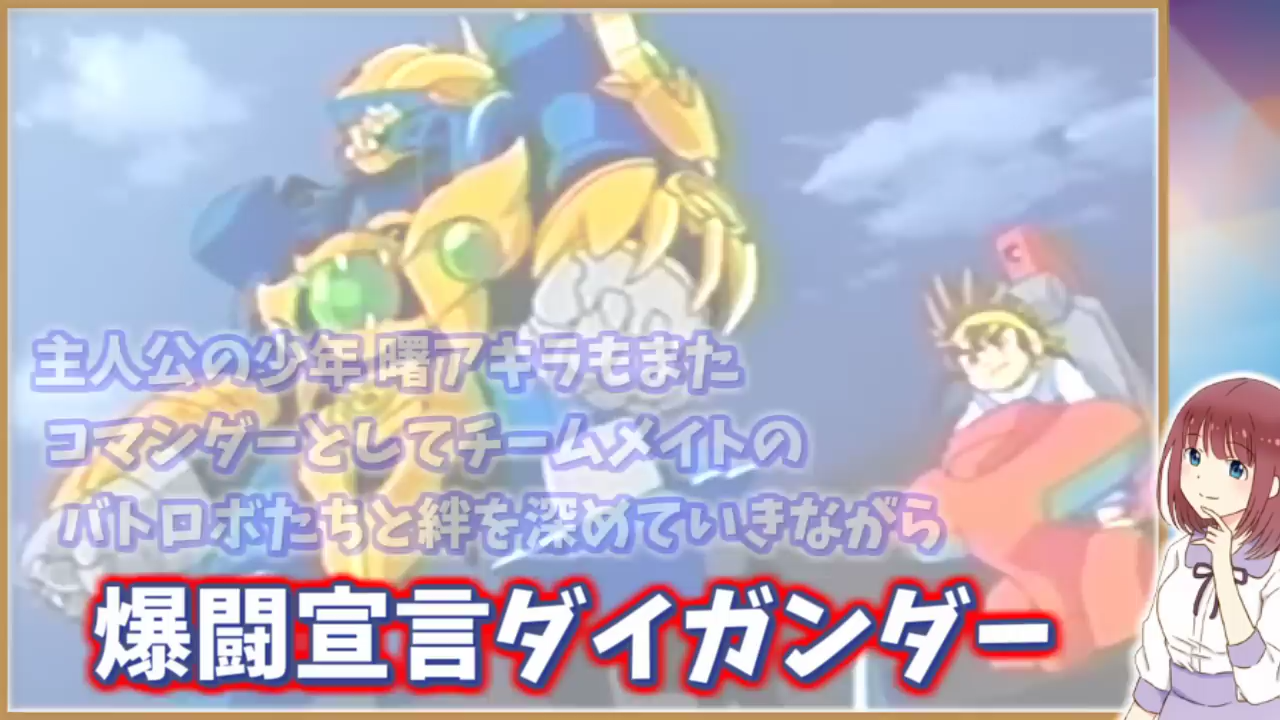 主人公の少年 曙アキラもまた
コマンダーとしてチームメイトの
バトロボたちと絆を深めていきながら
爆闘宣言ダイガンダー